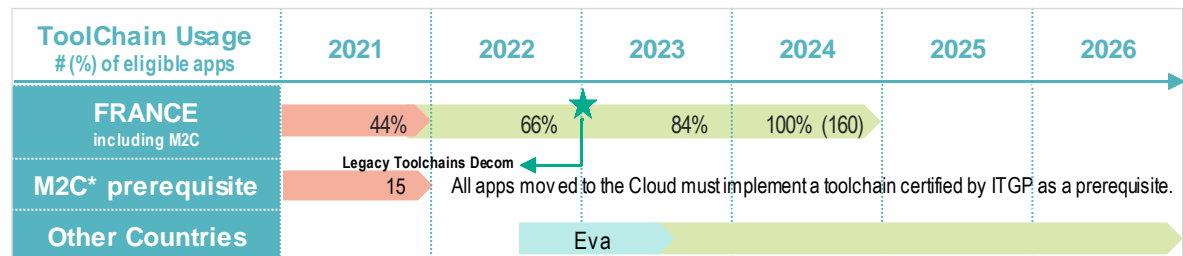 ToolChain Usage
# (%) of eligible apps
2021
2022
2023
2024
2025
2026
FRANCE
including M2C
44%
66%
84%
100% (160)
Legacy Toolchains Decom
M2C* prerequisite
15
All apps moved to the Cloud must implement a toolchain certified by ITGP as a prerequisite.
Other Countries
Eva